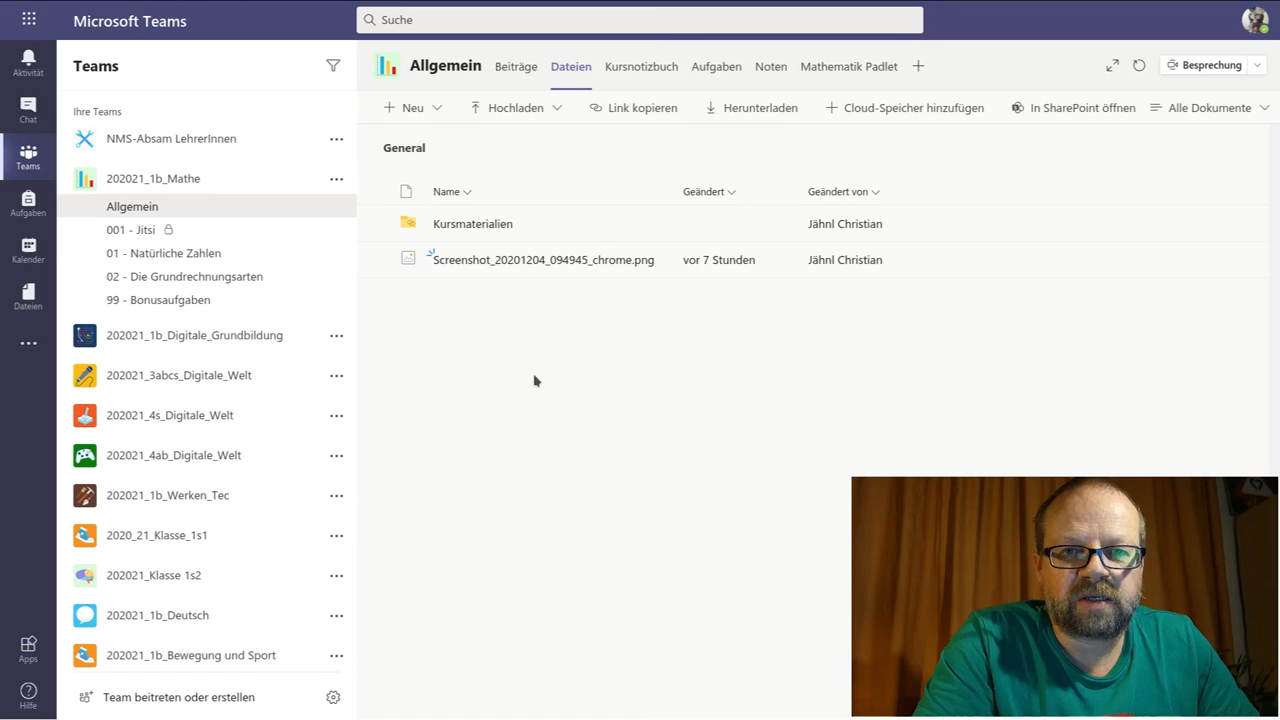 Microsoft Teams
Suche
Aktivität
Chat
Teams
Aufgaben
Kalender
Dateien
Apps
Hilfe
Teams
Ihre Teams
NMS-Absam LehrerInnen
202021_1b_Mathe
Allgemein
001 - Jitsi
01 - Natürliche Zahlen
02 - Die Grundrechnungsarten
99 - Bonusaufgaben
202021_1b_Digitale_Grundbildung
202021_3abcs_Digitale_Welt
202021_4s_Digitale_Welt
202021_4ab_Digitale_Welt
202021_1b_Werken_Tec
2020_21_Klasse_1s1
202021_Klasse 1s2
202021_1b_Deutsch
202021_1b_Bewegung und Sport
Team beitreten oder erstellen
Allgemein Beiträge Dateien Kursnotizbuch Aufgaben Noten Mathematik Padlet Besprechung
Neu Hochladen Link kopieren Herunterladen Cloud-Speicher hinzufügen In SharePoint öffnen Alle Dokumente
General
Name Geändert Geändert von
Kursmaterialien Jähnl Christian
Screenshot_20201204_094945_chrome.png vor 7 Stunden Jähnl Christian